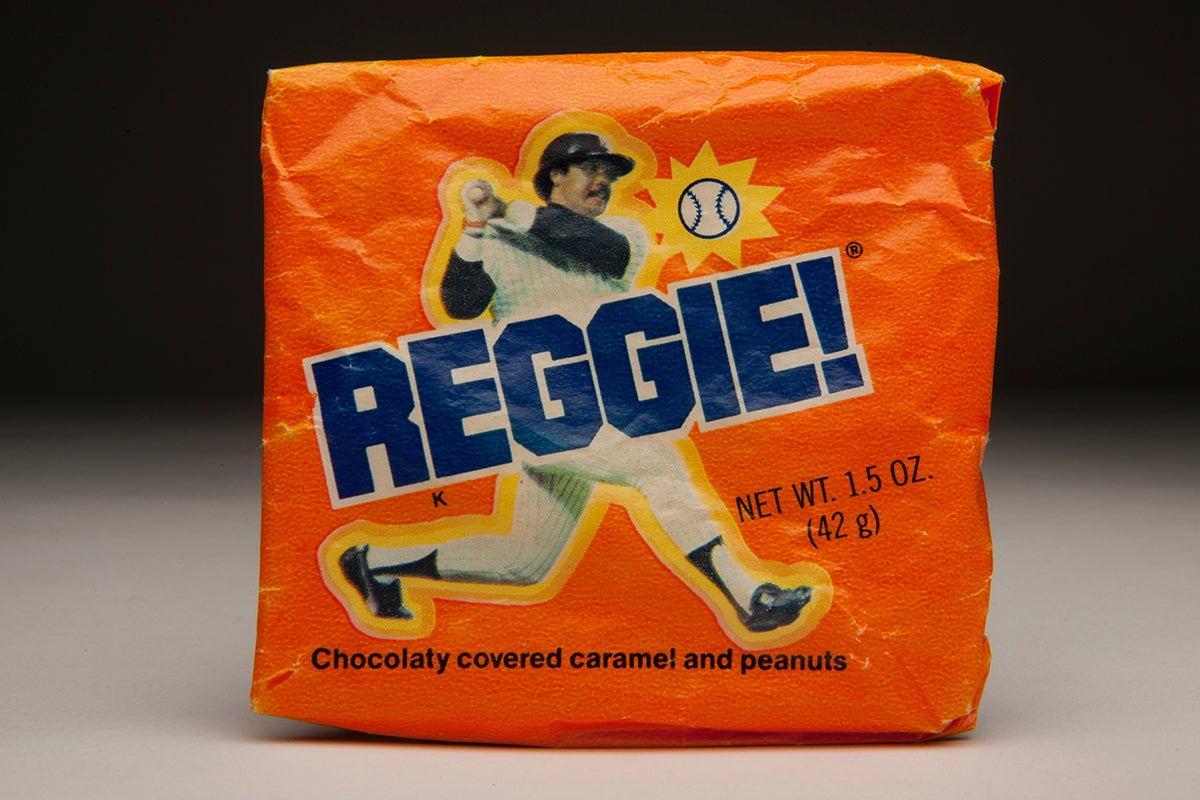 REGGIE!®
K
NET WT. 1.5 OZ.
(42 g)
Chocolaty covered caramel and peanuts